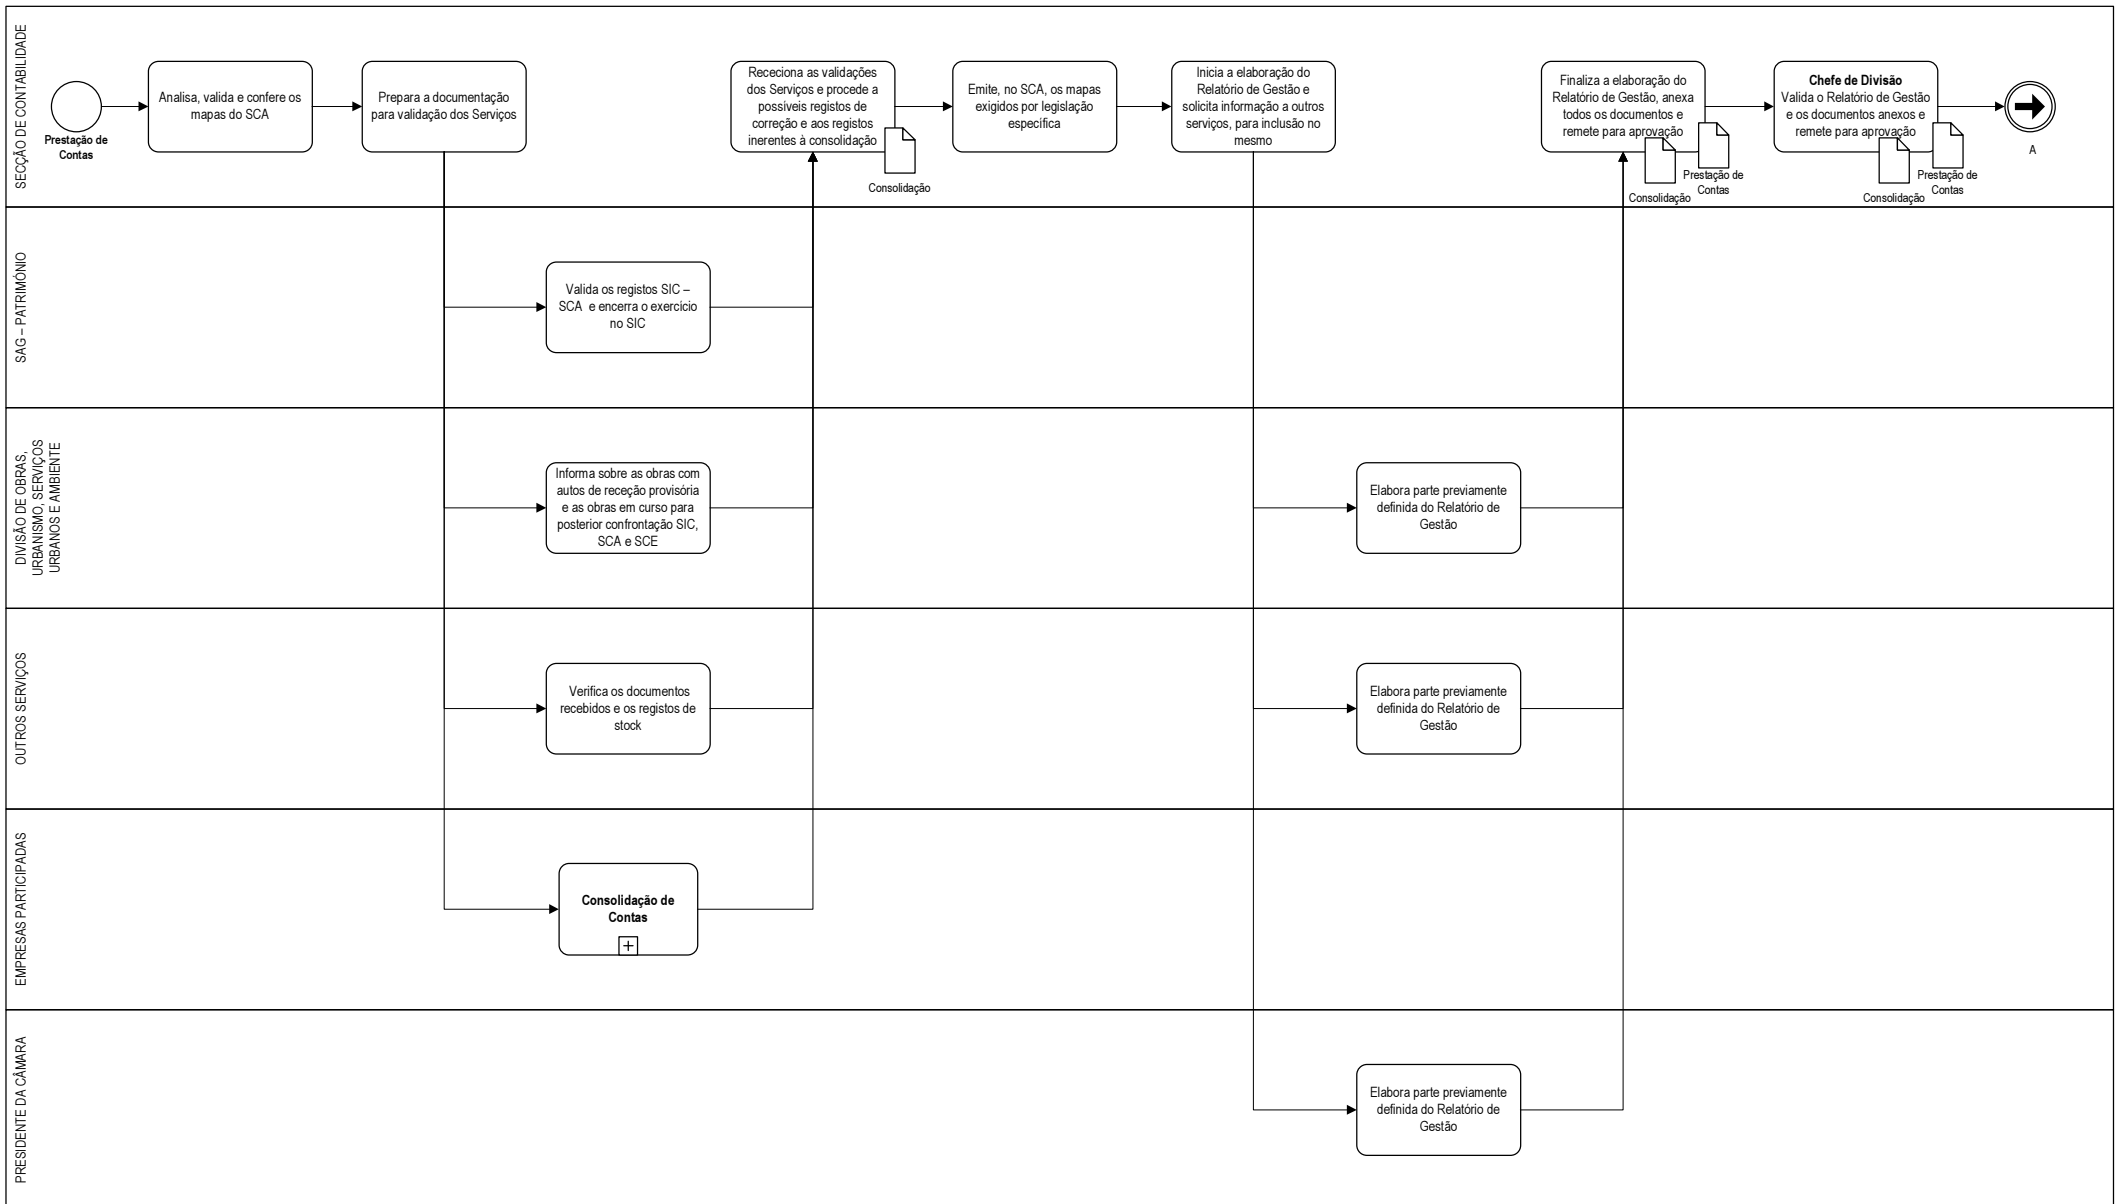 SECÇÃO DE CONTABILIDADE
Prestação de
Contas
Analisa, valida e confere os
mapas do SCA
Prepara a documentação
para validação dos Serviços
Receciona as validações
dos Serviços e procede a
possiveis registos de
correção e aos registos
inerentes à consolidação
Consolidação
Emite, no SCA, os mapas
exigidos por legislação
especifica
Inicia a elaboração do
Relatório de Gestão e
solicita informação a outros
serviços, para inclusão no
mesmo
Finaliza a elaboração do
Relatório de Gestão, anexa
todos os documentos e
remete para aprovação
Consolidação
Prestação de
Contas
Chefe de Divisão
Valida o Relatório de Gestão
e os documentos anexos e
remete para aprovação
Consolidação
Prestação de
Contas
A
SAG – PATRIMÓNIO
Valida os registos SIC –
SCA e encerra o exercicio
no SIC
DIVISÃO DE OBRAS,
URBANISMO, SERVIÇOS
URBANOS E AMBIENTE
Informa sobre as obras com
autos de receção provisória
e as obras em curso para
posterior confrontação SIC,
SCA e SCE
Elabora parte previamente
definida do Relatório de
Gestão
OUTROS SERVIÇOS
Verifica os documentos
recebidos e os registos de
stock
Elabora parte previamente
definida do Relatório de
Gestão
EMPRESAS PARTICIPADAS
Consolidação de
Contas
PRESIDENTE DA CÂMARA
Elabora parte previamente
definida do Relatório de
Gestão